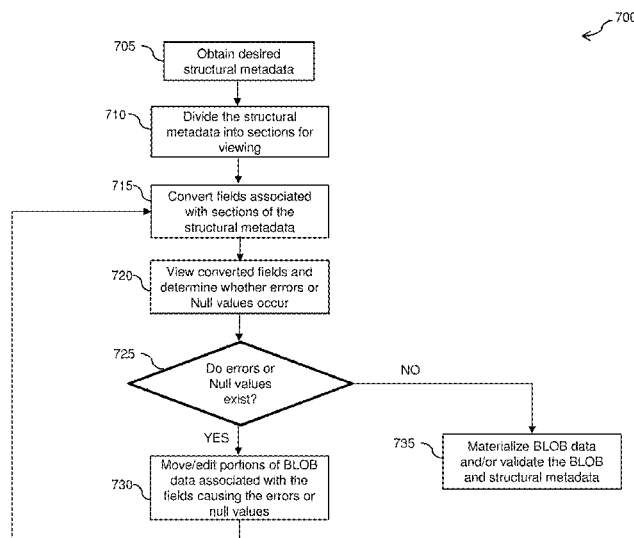 700
705
Obtain desired
structural metadata
710
Divide the structural
metadata into sections for
viewing
715
Convert fields associated
with sections of the
structural metadata
720
View converted fields and
determine whether errors or
Null values occur
725
Do errors or
Null values
exist?
NO
YES
730
Move/edit portions of BLOB
data associated with the
fields causing the errors or
null values
735
Materialize BLOB data
and/or validate the BLOB
and structural metadata